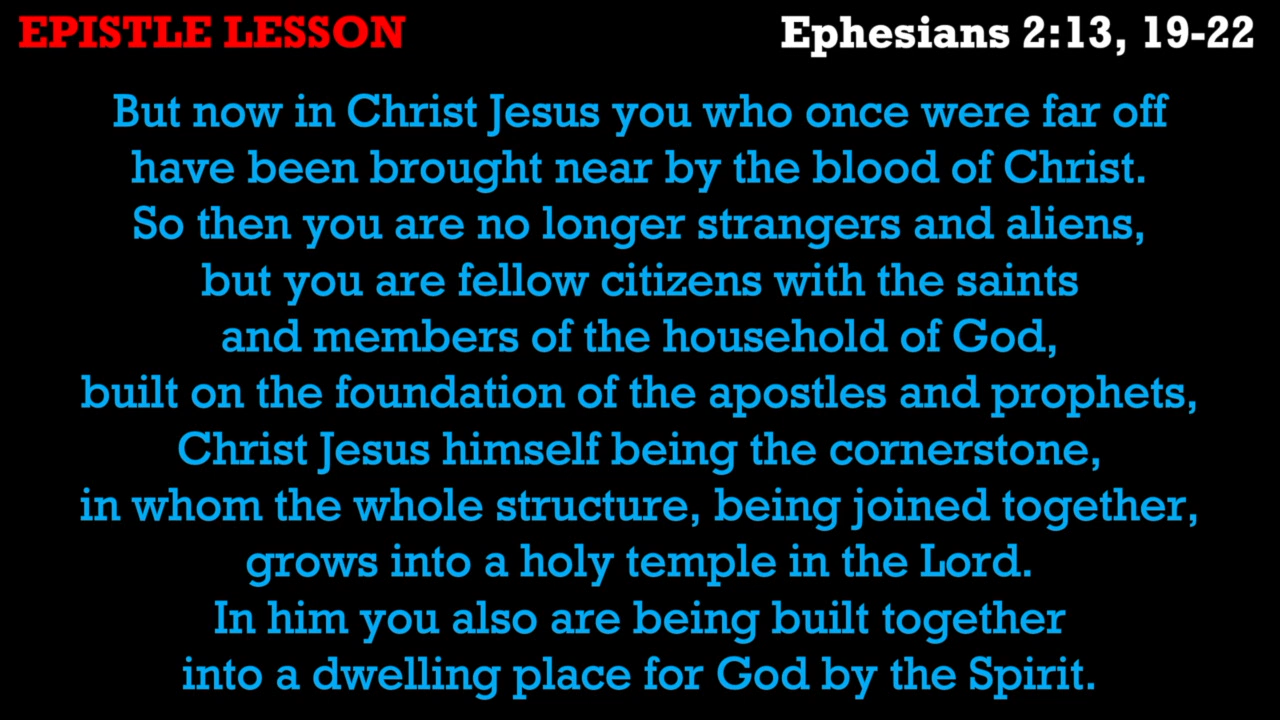 EPISTLE LESSON
Ephesians 2:13, 19-22
But now in Christ Jesus you who once were far off
have been brought near by the blood of Christ.
So then you are no longer strangers and aliens,
but you are fellow citizens with the saints
and members of the household of God,
built on the foundation of the apostles and prophets,
Christ Jesus himself being the cornerstone,
in whom the whole structure, being joined together,
grows into a holy temple in the Lord.
In him you also are being built together
into a dwelling place for God by the Spirit.